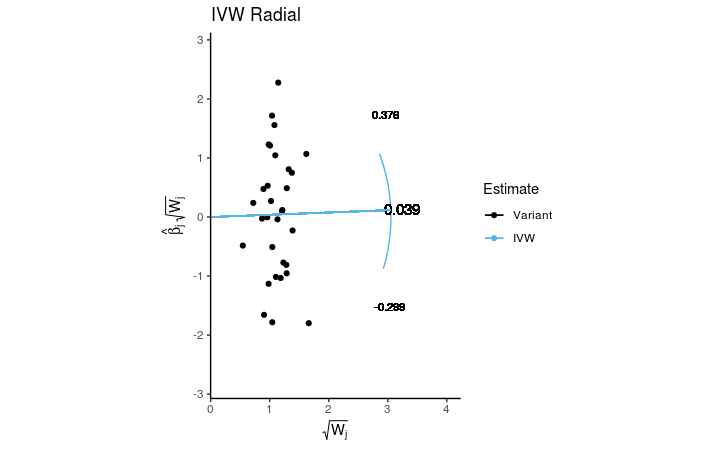 IVW Radial
3
2
1
0
-1
-2
-3
β̂j√Wj
0.376
0.039
-0.299
0 1 2 3 4
√Wj
Estimate
Variant
IVW